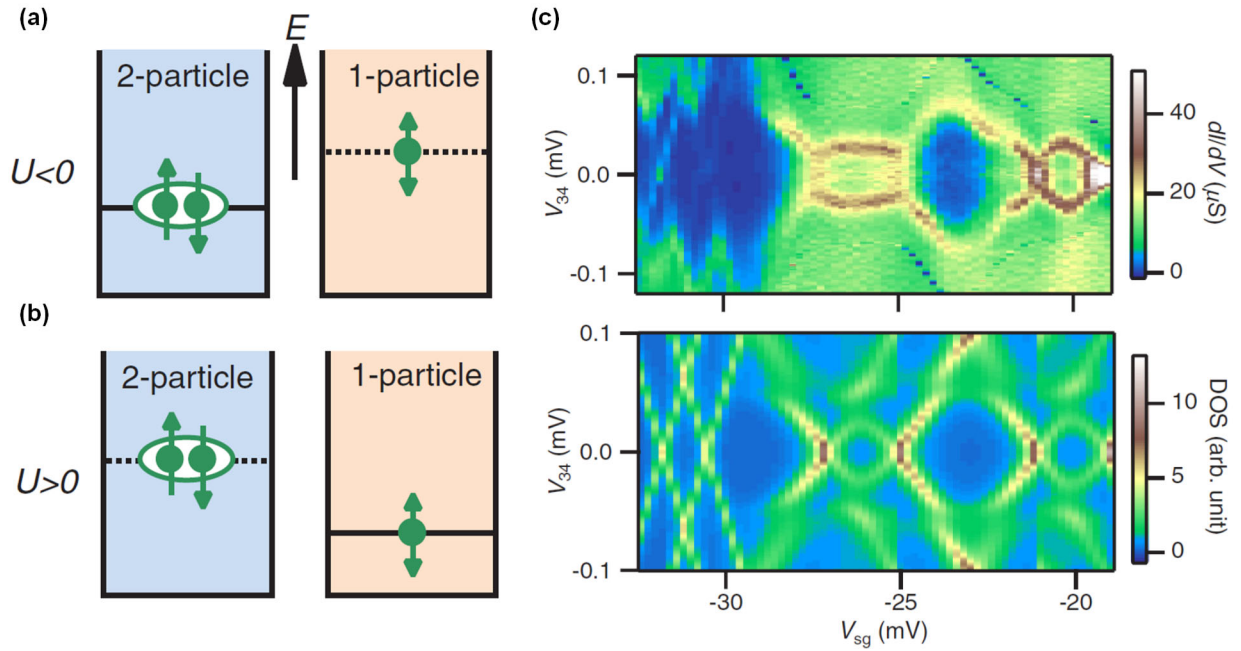 (a)
E
2-particle
1-particle
U<0
(b)
2-particle
1-particle
U>0
(c)
0.1
0.0
-0.1
V34 (mV)
40
20
0
dI/dV (μS)
0.1
0.0
-0.1
V34 (mV)
-30
-25
-20
Vsg (mV)
10
5
0
DOS (arb. unit)